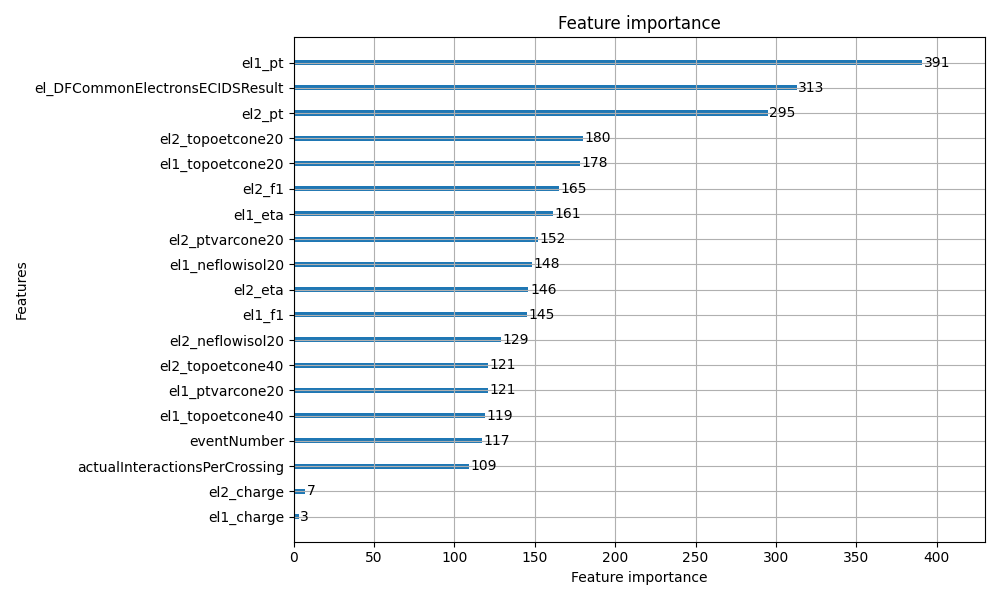 Feature importance
el1_pt 391
el_DFCommonElectronsECIDSResult 313
el2_pt 295
el2_topoetcone20 180
el1_topoetcone20 178
el2_f1 165
el1_eta 161
el2_ptvarcone20 152
el1_neflowisol20 148
el2_eta 146
el1_f1 145
el2_neflowisol20 129
el2_topoetcone40 121
el1_ptvarcone20 121
el1_topoetcone40 119
eventNumber 117
actualInteractionsPerCrossing 109
el2_charge 7
el1_charge 3
Features
0 50 100 150 200 250 300 350 400
Feature importance